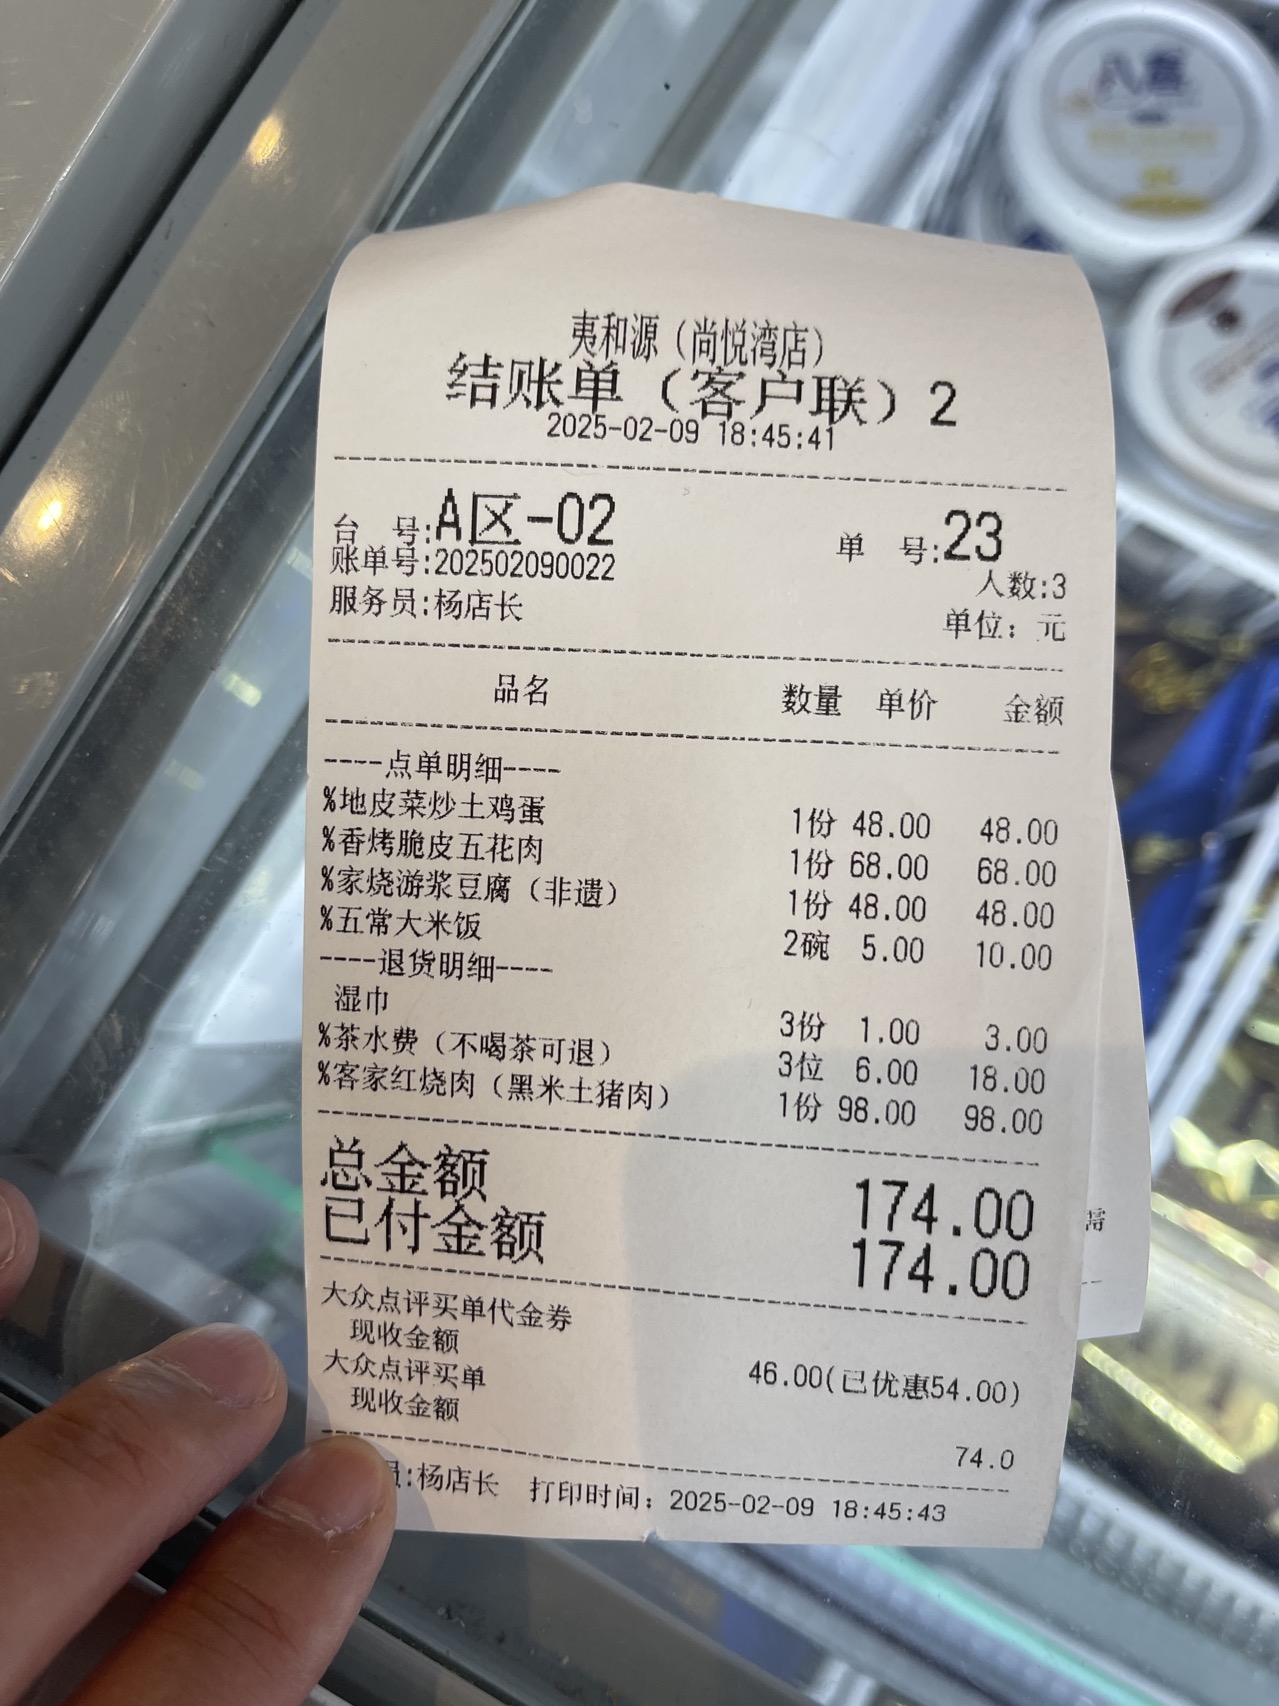 八喜
夷和源（尚悦湾店）
结账单（客户联）2
2025-02-09 18:45:41
台 号:A区-02 单 号:23
账单号:202502090022 人数:3
服务员:杨店长 单位：元
品名 数量 单价 金额
----点单明细----
%地皮菜炒土鸡蛋 1份 48.00 48.00
%香烤脆皮五花肉 1份 68.00 68.00
%家烧游浆豆腐（非遗） 1份 48.00 48.00
%五常大米饭 2碗 5.00 10.00
----退货明细----
湿巾 3份 1.00 3.00
%茶水费（不喝茶可退） 3位 6.00 18.00
%客家红烧肉（黑米土猪肉） 1份 98.00 98.00
总金额 174.00
已付金额 174.00
需
大众点评买单代金券
现收金额 46.00(已优惠54.00)
大众点评买单
现收金额 74.0
员:杨店长 打印时间：2025-02-09 18:45:43